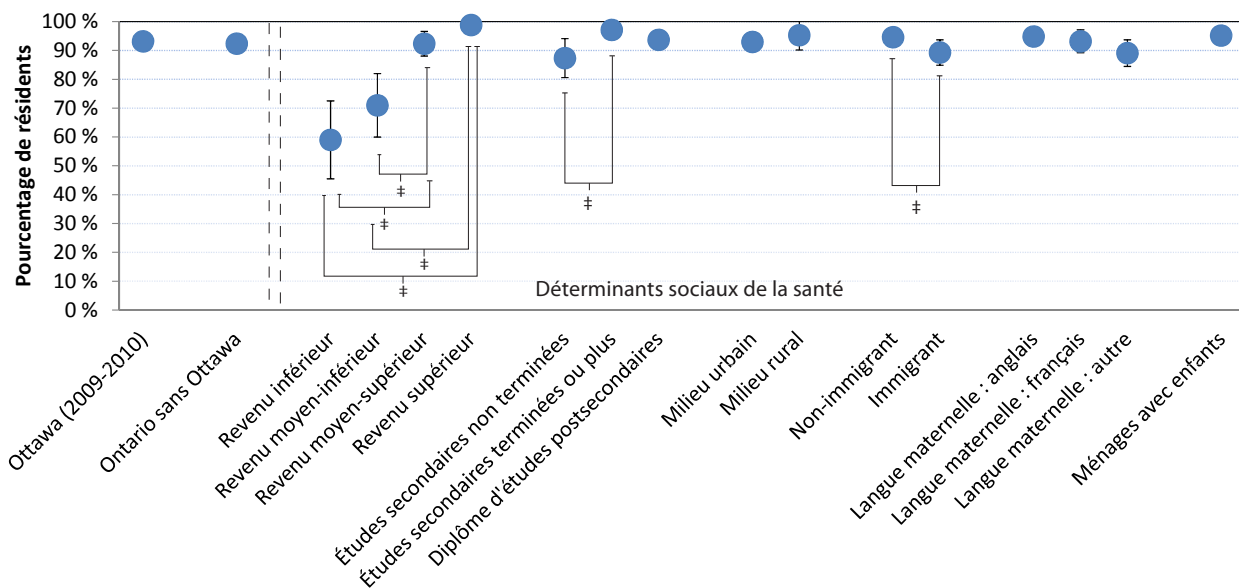 Pourcentage de résidents
100 %
90 %
80 %
70 %
60 %
50 %
40 %
30 %
20 %
10 %
0 %
‡
‡
‡
‡
‡
‡
Déterminants sociaux de la santé
Ottawa (2009-2010)
Ontario sans Ottawa
Revenu inférieur
Revenu moyen-inférieur
Revenu moyen-supérieur
Revenu supérieur
Études secondaires non terminées
Études secondaires terminées ou plus
Diplôme d'études postsecondaires
Milieu urbain
Milieu rural
Non-immigrant
Immigrant
Langue maternelle : anglais
Langue maternelle : français
Langue maternelle : autre
Ménages avec enfants